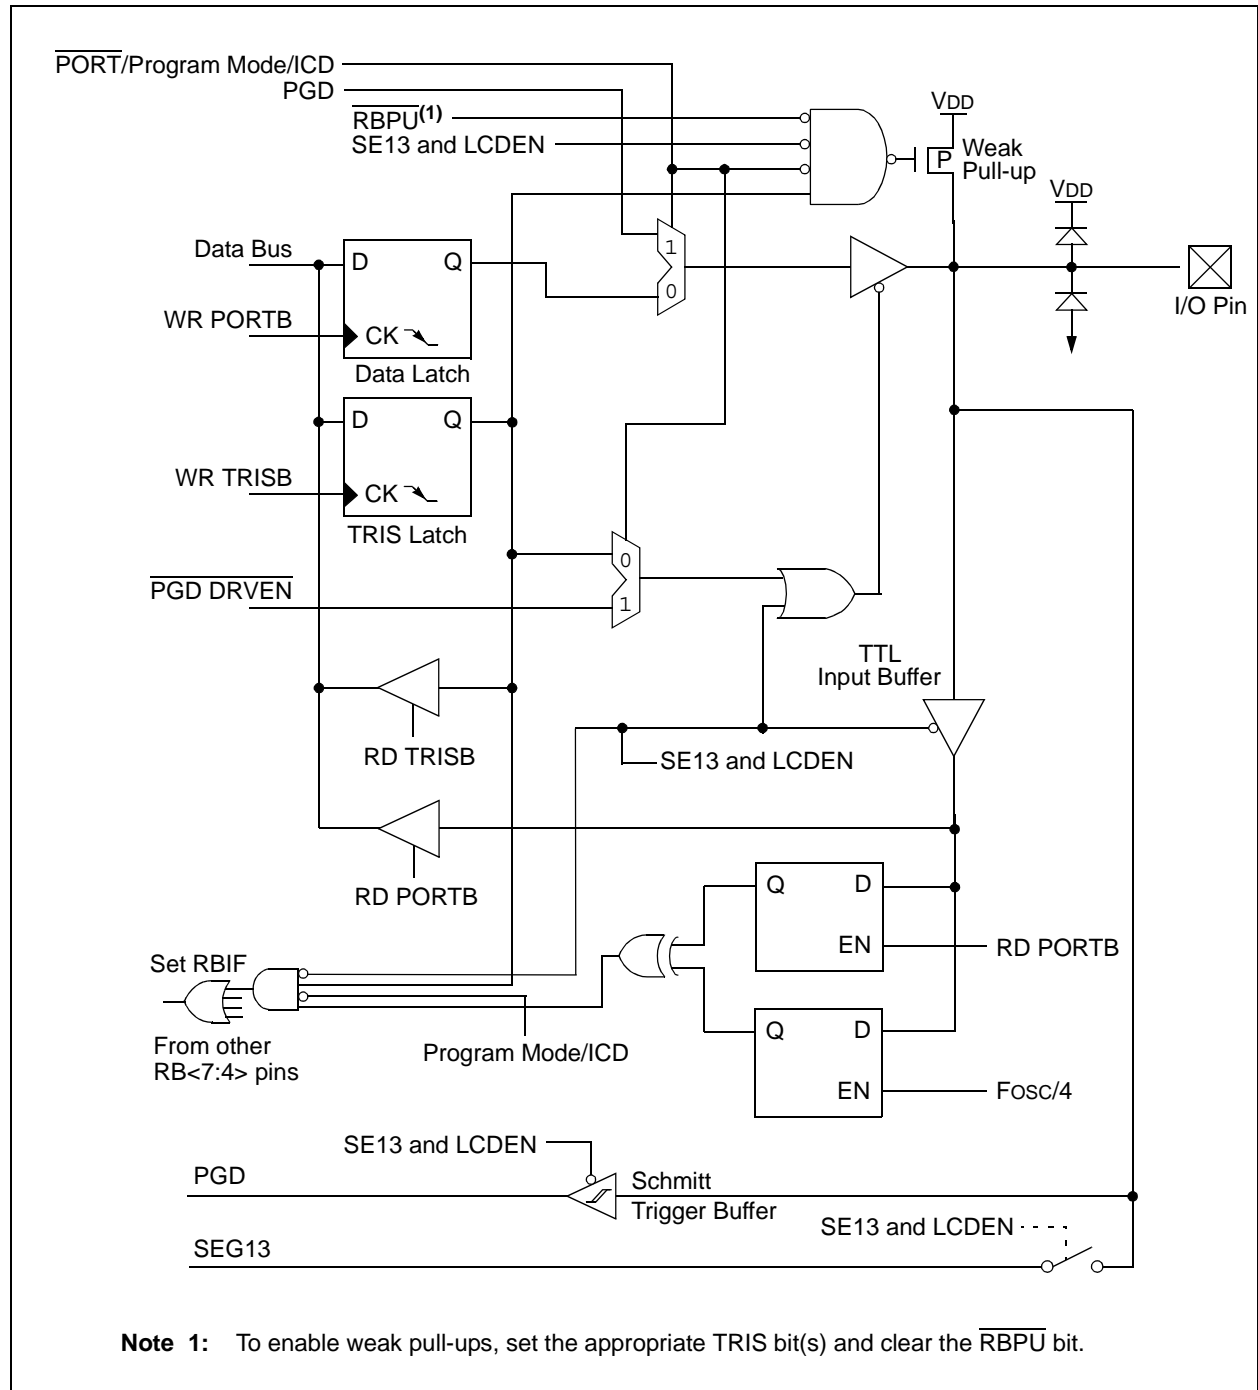 PORT/Program Mode/ICD
PGD
RBPU(1)
SE13 and LCDEN
VDD
P
Weak
Pull-up
VDD
1
0
Data Bus
D
Q
WR PORTB
CK
Data Latch
I/O Pin
D
Q
WR TRISB
CK
TRIS Latch
0
1
PGD DRVEN
TTL
Input Buffer
RD TRISB
SE13 and LCDEN
RD PORTB
Q
D
EN
RD PORTB
Set RBIF
From other
RB<7:4> pins
Program Mode/ICD
Q
D
EN
FOSC/4
SE13 and LCDEN
PGD
Schmitt
Trigger Buffer
SE13 and LCDEN
SEG13
Note 1: To enable weak pull-ups, set the appropriate TRIS bit(s) and clear the RBPU bit.